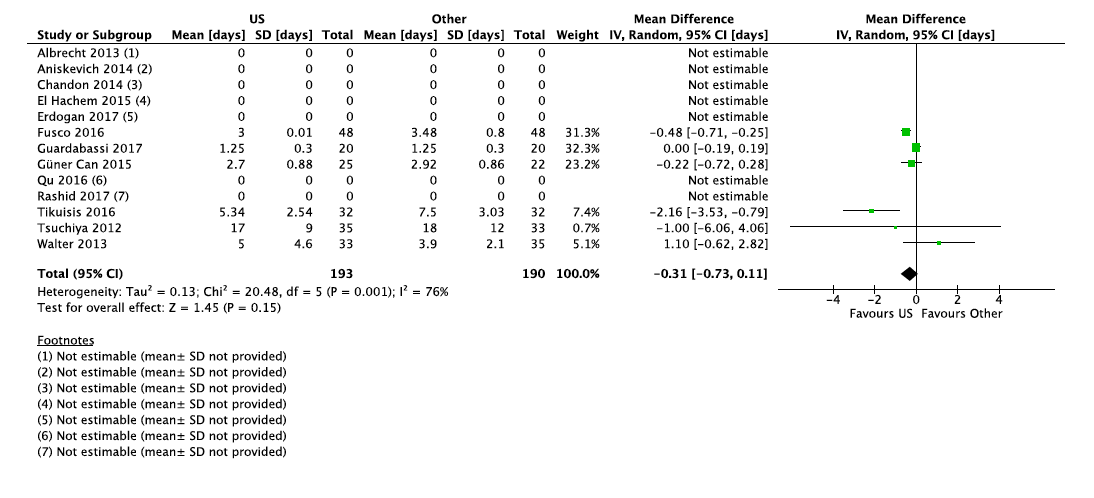 US Other Mean Difference Mean Difference
Study or Subgroup Mean [days] SD [days] Total Mean [days] SD [days] Total Weight IV, Random, 95% CI [days] IV, Random, 95% CI [days]
Albrecht 2013 (1) 0 0 0 0 0 0 Not estimable
Aniskevich 2014 (2) 0 0 0 0 0 0 Not estimable
Chandon 2014 (3) 0 0 0 0 0 0 Not estimable
El Hachem 2015 (4) 0 0 0 0 0 0 Not estimable
Erdogan 2017 (5) 0 0 0 0 0 0 Not estimable
Fusco 2016 3 0.01 48 3.48 0.8 48 31.3% −0.48 [−0.71, −0.25]
Guardabassi 2017 1.25 0.3 20 1.25 0.3 20 32.3% 0.00 [−0.19, 0.19]
Güner Can 2015 2.7 0.88 25 2.92 0.86 22 23.2% −0.22 [−0.72, 0.28]
Qu 2016 (6) 0 0 0 0 0 0 Not estimable
Rashid 2017 (7) 0 0 0 0 0 0 Not estimable
Tikuisis 2016 5.34 2.54 32 7.5 3.03 32 7.4% −2.16 [−3.53, −0.79]
Tsuchiya 2012 17 9 35 18 12 33 0.7% −1.00 [−6.06, 4.06]
Walter 2013 5 4.6 33 3.9 2.1 35 5.1% 1.10 [−0.62, 2.82]
Total (95% CI) 193 190 100.0% −0.31 [−0.73, 0.11]
Heterogeneity: Tau² = 0.13; Chi² = 20.48, df = 5 (P = 0.001); I² = 76%
Test for overall effect: Z = 1.45 (P = 0.15)
−4 −2 0 2 4
Favours US Favours Other
Footnotes
(1) Not estimable (mean± SD not provided)
(2) Not estimable (mean± SD not provided)
(3) Not estimable (mean± SD not provided)
(4) Not estimable (mean± SD not provided)
(5) Not estimable (mean± SD not provided)
(6) Not estimable (mean± SD not provided)
(7) Not estimable (mean± SD not provided)